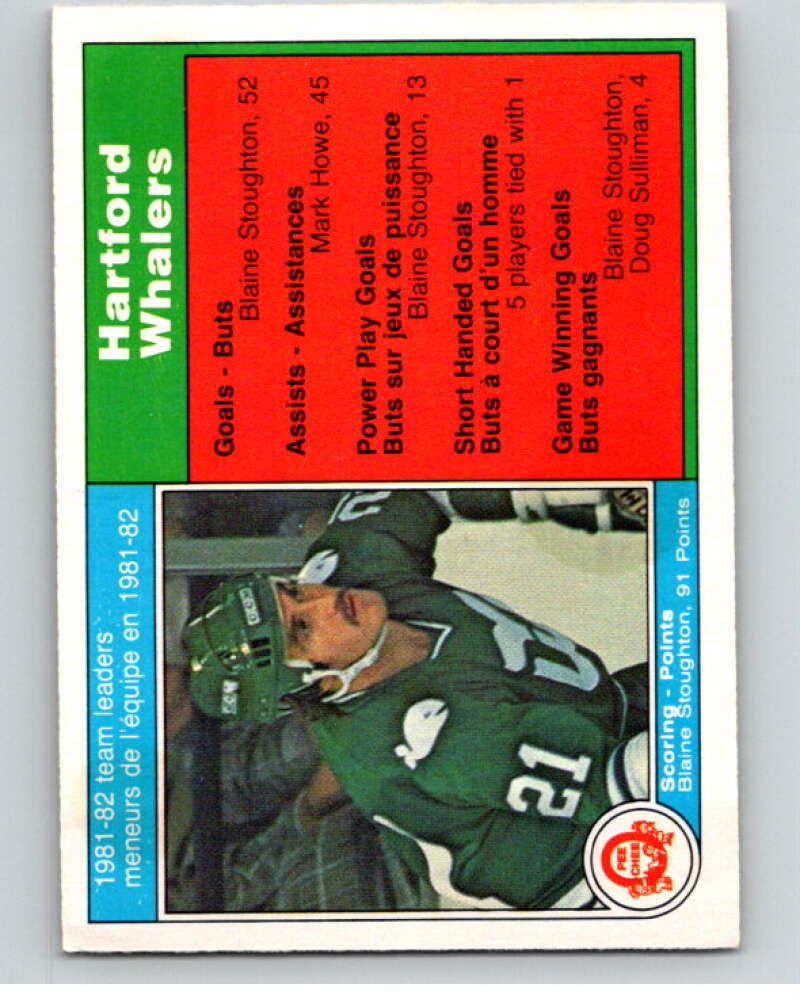 1981-82 team leaders
meneurs de l'équipe en 1981-82
Hartford
Whalers
Goals - Buts
Blaine Stoughton, 52
Assists - Assistances
Mark Howe, 45
Power Play Goals
Buts sur jeux de puissance
Blaine Stoughton, 13
Short Handed Goals
Buts à court d'un homme
5 players tied with 1
Game Winning Goals
Buts gagnants
Blaine Stoughton,
Doug Sulliman, 4
21
Scoring - Points
Blaine Stoughton, 91 Points
O
PEE
CHEE